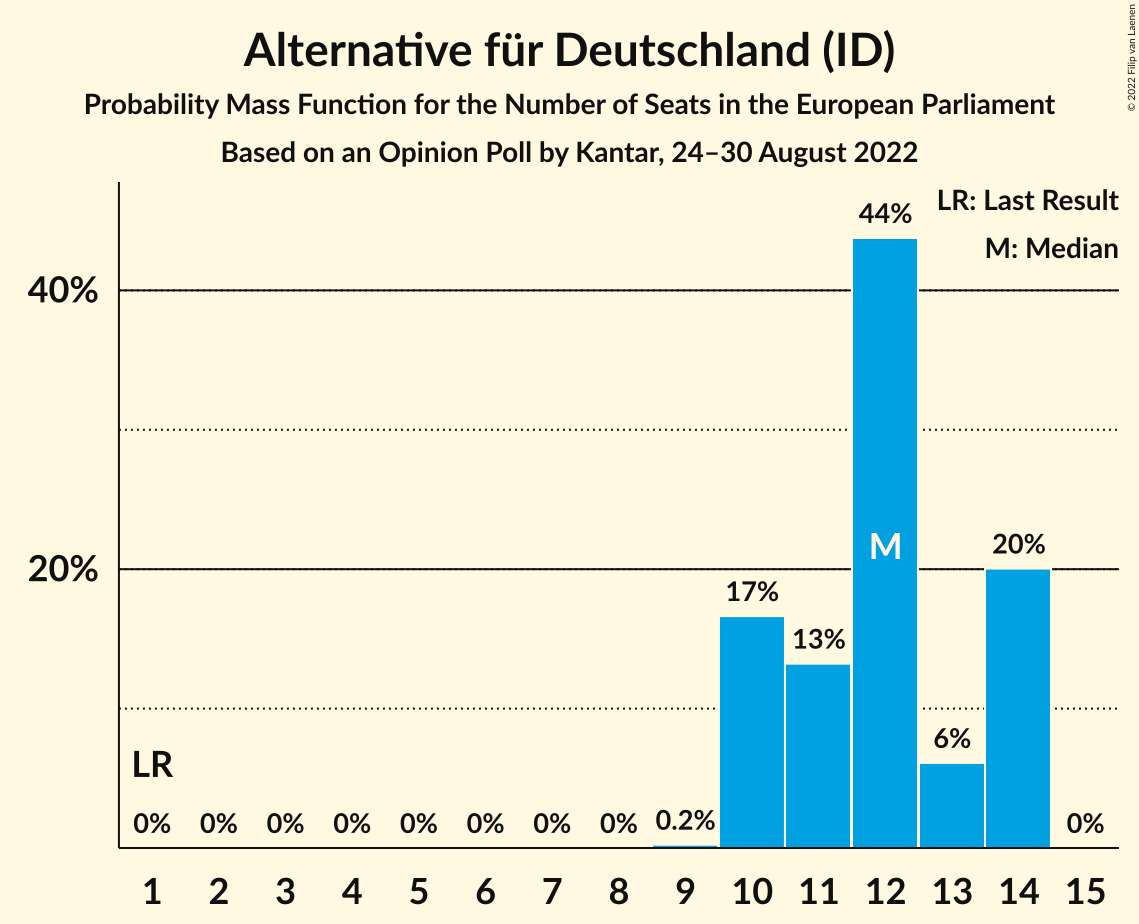 Alternative für Deutschland (ID)
Probability Mass Function for the Number of Seats in the European Parliament
Based on an Opinion Poll by Kantar, 24–30 August 2022
© 2022 Filip van Laenen
LR: Last Result
M: Median
44%
40%
M
20%
20%
17%
13%
6%
LR
0% 0% 0% 0% 0% 0% 0% 0% 0.2% 0%
1 2 3 4 5 6 7 8 9 10 11 12 13 14 15